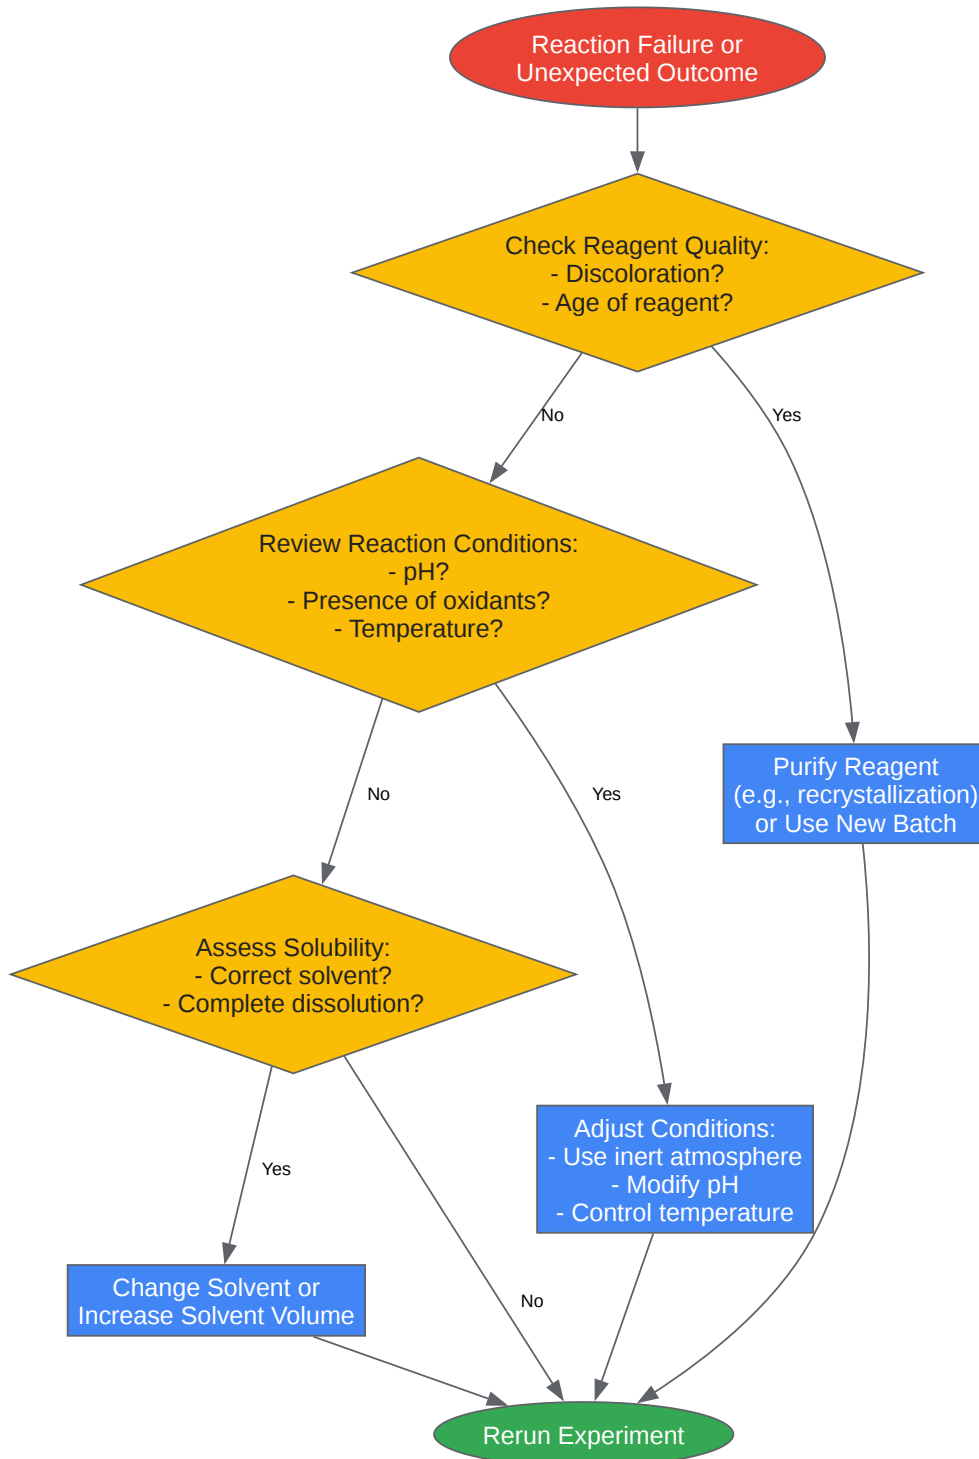 Reaction Failure or
Unexpected Outcome
Check Reagent Quality:
- Discoloration?
- Age of reagent?
No
Yes
Review Reaction Conditions:
- pH?
- Presence of oxidants?
- Temperature?
Purify Reagent
(e.g., recrystallization)
or Use New Batch
No
Yes
Assess Solubility:
- Correct solvent?
- Complete dissolution?
Adjust Conditions:
- Use inert atmosphere
- Modify pH
- Control temperature
Yes
Change Solvent or
Increase Solvent Volume
No
Rerun Experiment